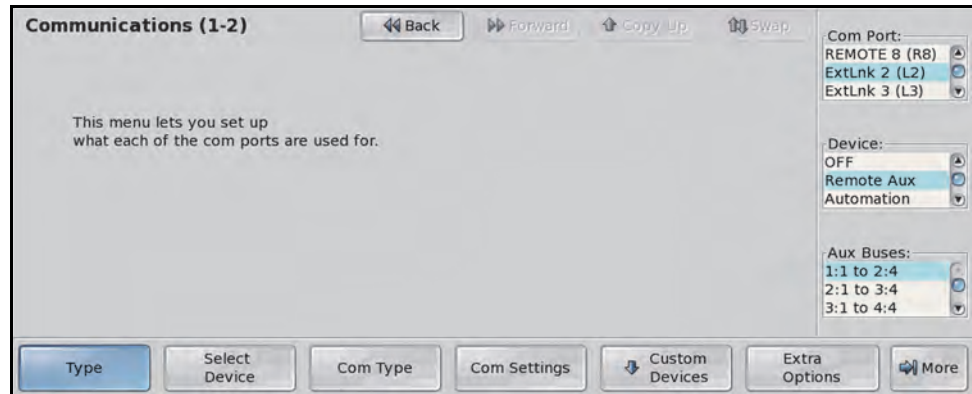 Communications (1-2)
Back
Forward
Copy Up
Swap
This menu lets you set up
what each of the com ports are used for.
Com Port:
REMOTE 8 (R8)
ExtLnk 2 (L2)
ExtLnk 3 (L3)
Device:
OFF
Remote Aux
Automation
Aux Buses:
1:1 to 2:4
2:1 to 3:4
3:1 to 4:4
Type
Select
Device
Com Type
Com Settings
Custom
Devices
Extra
Options
More